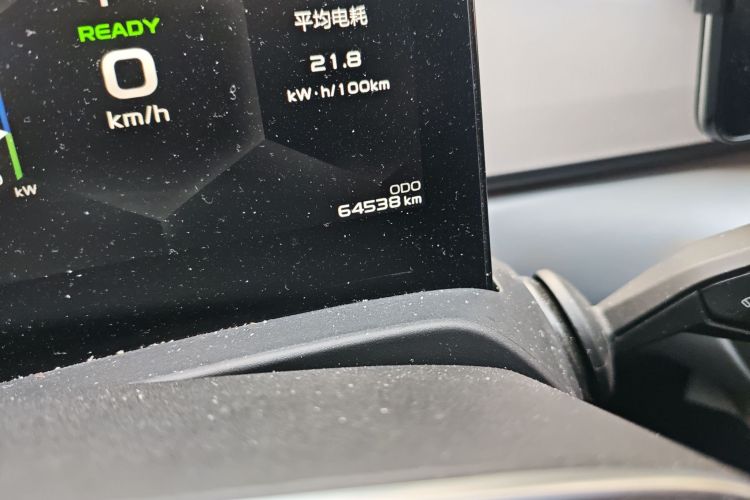 READY
0
km/h
平均电耗
21.8
kW·h/100km
kW
ODO
64538 km